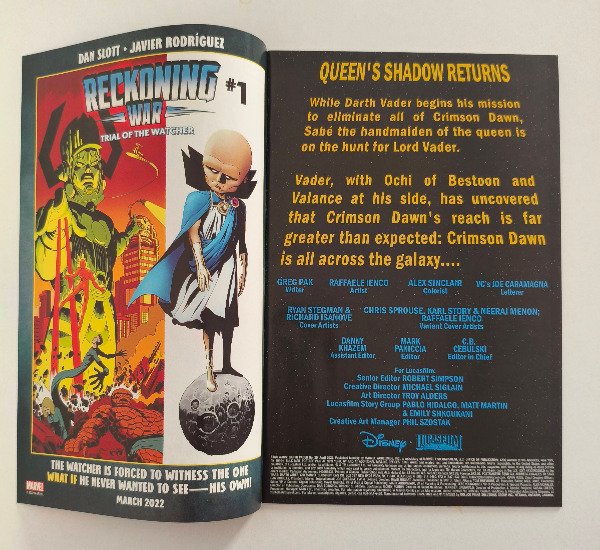 DAN SLOTT • JAVIER RODRÍGUEZ
RECKONING
WAR
#1
TRIAL OF THE WATCHER
THE WATCHER IS FORCED TO WITNESS THE ONE
WHAT IF HE NEVER WANTED TO SEE—HIS OWN!
MARCH 2022
MARVEL
QUEEN'S SHADOW RETURNS
While Darth Vader begins his mission
to eliminate all of Crimson Dawn,
Sabé the handmaiden of the queen is
on the hunt for Lord Vader.
Vader, with Ochi of Bestoon and
Valance at his side, has uncovered
that Crimson Dawn's reach is far
greater than expected: Crimson Dawn
is all across the galaxy....
GREG PAK
Writer
RAFFAELE IENCO
Artist
ALEX SINCLAIR
Colorist
VC's JOE CARAMAGNA
Letterer
RYAN STEGMAN &
RICHARD ISANOVE
Cover Artists
CHRIS SPROUSE, KARL STORY & NEERAJ MENON;
RAFFAELE IENCO
Variant Cover Artists
DANNY
KHAZEM
Assistant Editor
MARK
PANICCIA
Editor
C.B.
CEBULSKI
Editor in Chief
For Lucasfilm:
Senior Editor ROBERT SIMPSON
Creative Director MICHAEL SIGLAIN
Art Director TROY ALDERS
Lucasfilm Story Group PABLO HIDALGO, MATT MARTIN
& EMILY SHKOUKANI
Creative Art Manager PHIL SZOSTAK
Disney
LUCASFILM